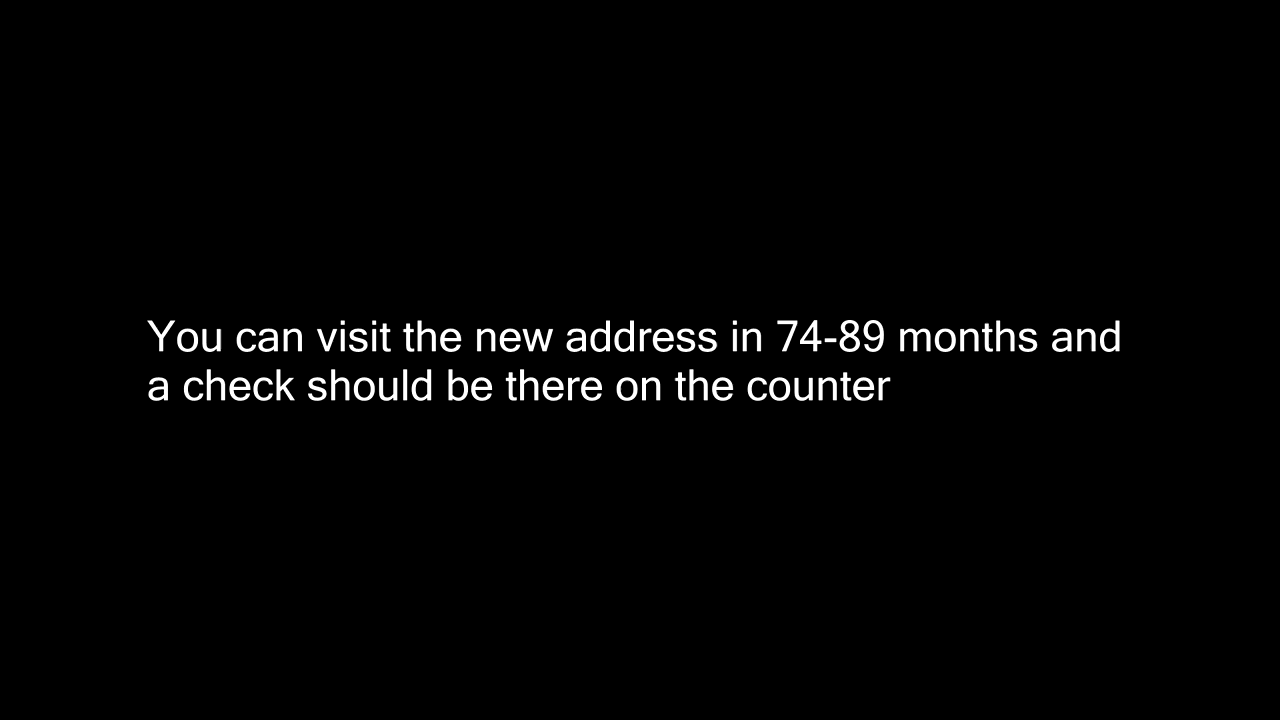 You can visit the new address in 74-89 months and
a check should be there on the counter